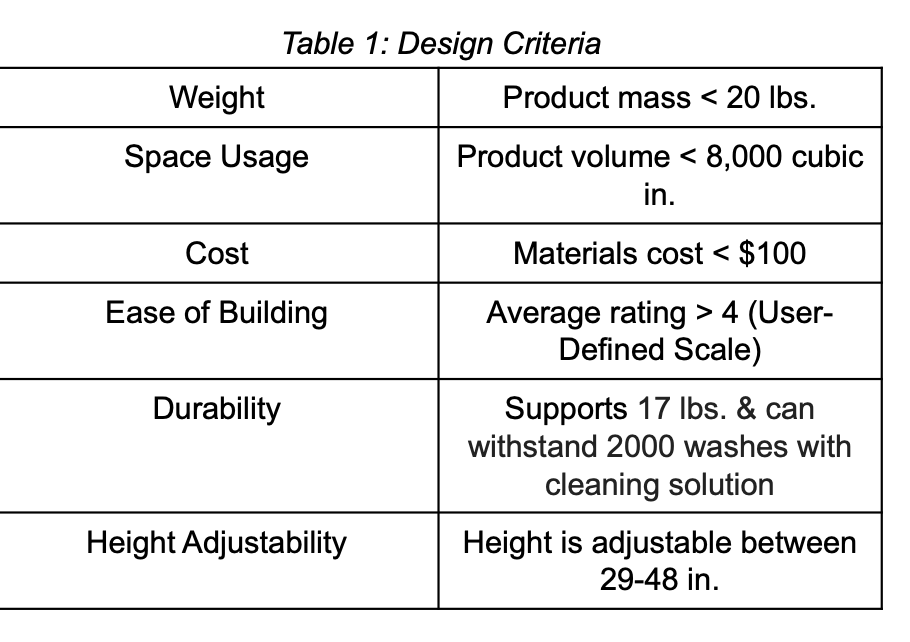 Table 1: Design Criteria
Weight
Product mass < 20 lbs.
Space Usage
Product volume < 8,000 cubic
in.
Cost
Materials cost < $100
Ease of Building
Average rating > 4 (User-
Defined Scale)
Durability
Supports 17 lbs. & can
withstand 2000 washes with
cleaning solution
Height Adjustability
Height is adjustable between
29-48 in.